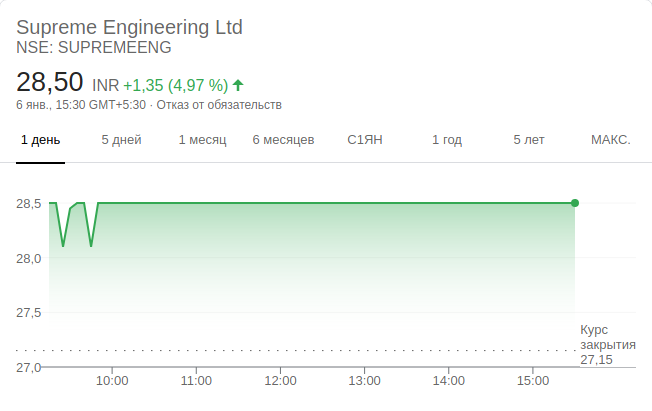 Supreme Engineering Ltd
NSE: SUPREMEENG
28,50 INR +1,35 (4,97 %)
6 янв., 15:30 GMT+5:30 · Отказ от обязательств
1 день 5 дней 1 месяц 6 месяцев С1ЯН 1 год 5 лет МАКС.
28,5
28,0
27,5
Курс
закрытия
27,15
27,0
10:00 11:00 12:00 13:00 14:00 15:00